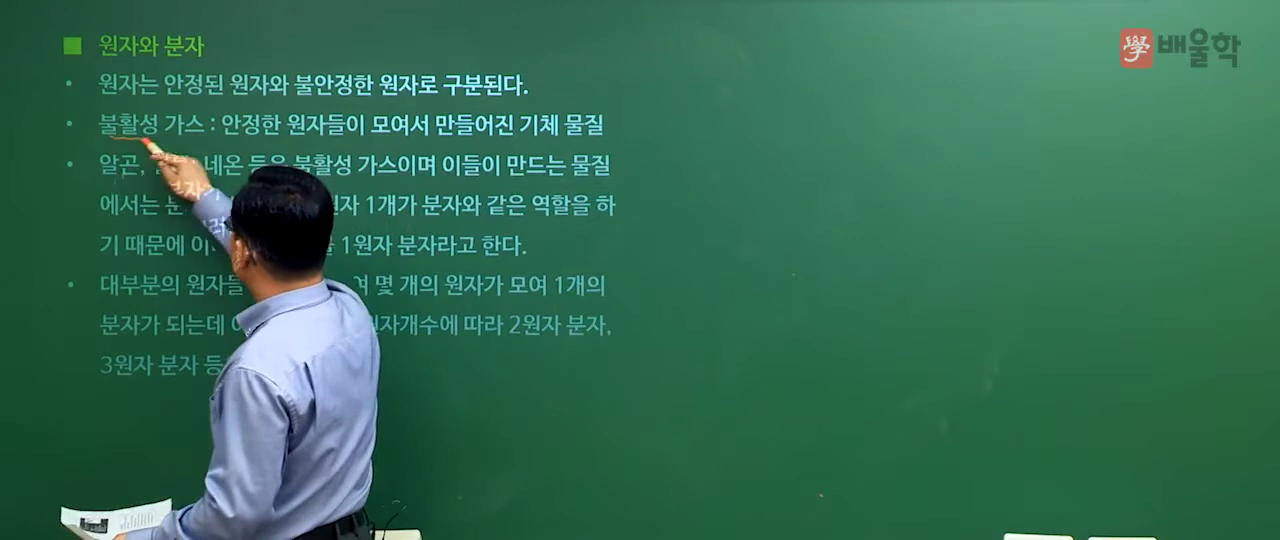 원자와 분자
學 배울학
원자는 안정된 원자와 불안정한 원자로 구분된다.
불활성 가스 : 안정한 원자들이 모여서 만들어진 기체 물질
알곤, 네온 등은 불활성 가스이며 이들이 만드는 물질
에서는 원자 1개가 분자와 같은 역할을 하
기 때문에 1원자 분자라고 한다.
대부분의 몇 개의 원자가 모여 1개의
분자가 되는데 원자개수에 따라 2원자 분자,
3원자 분자